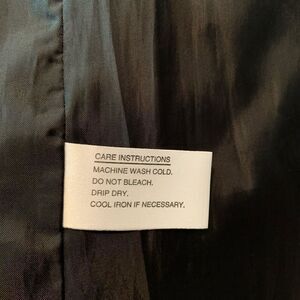 CARE INSTRUCTIONS
MACHINE WASH COLD.
DO NOT BLEACH.
DRIP DRY.
COOL IRON IF NECESSARY.